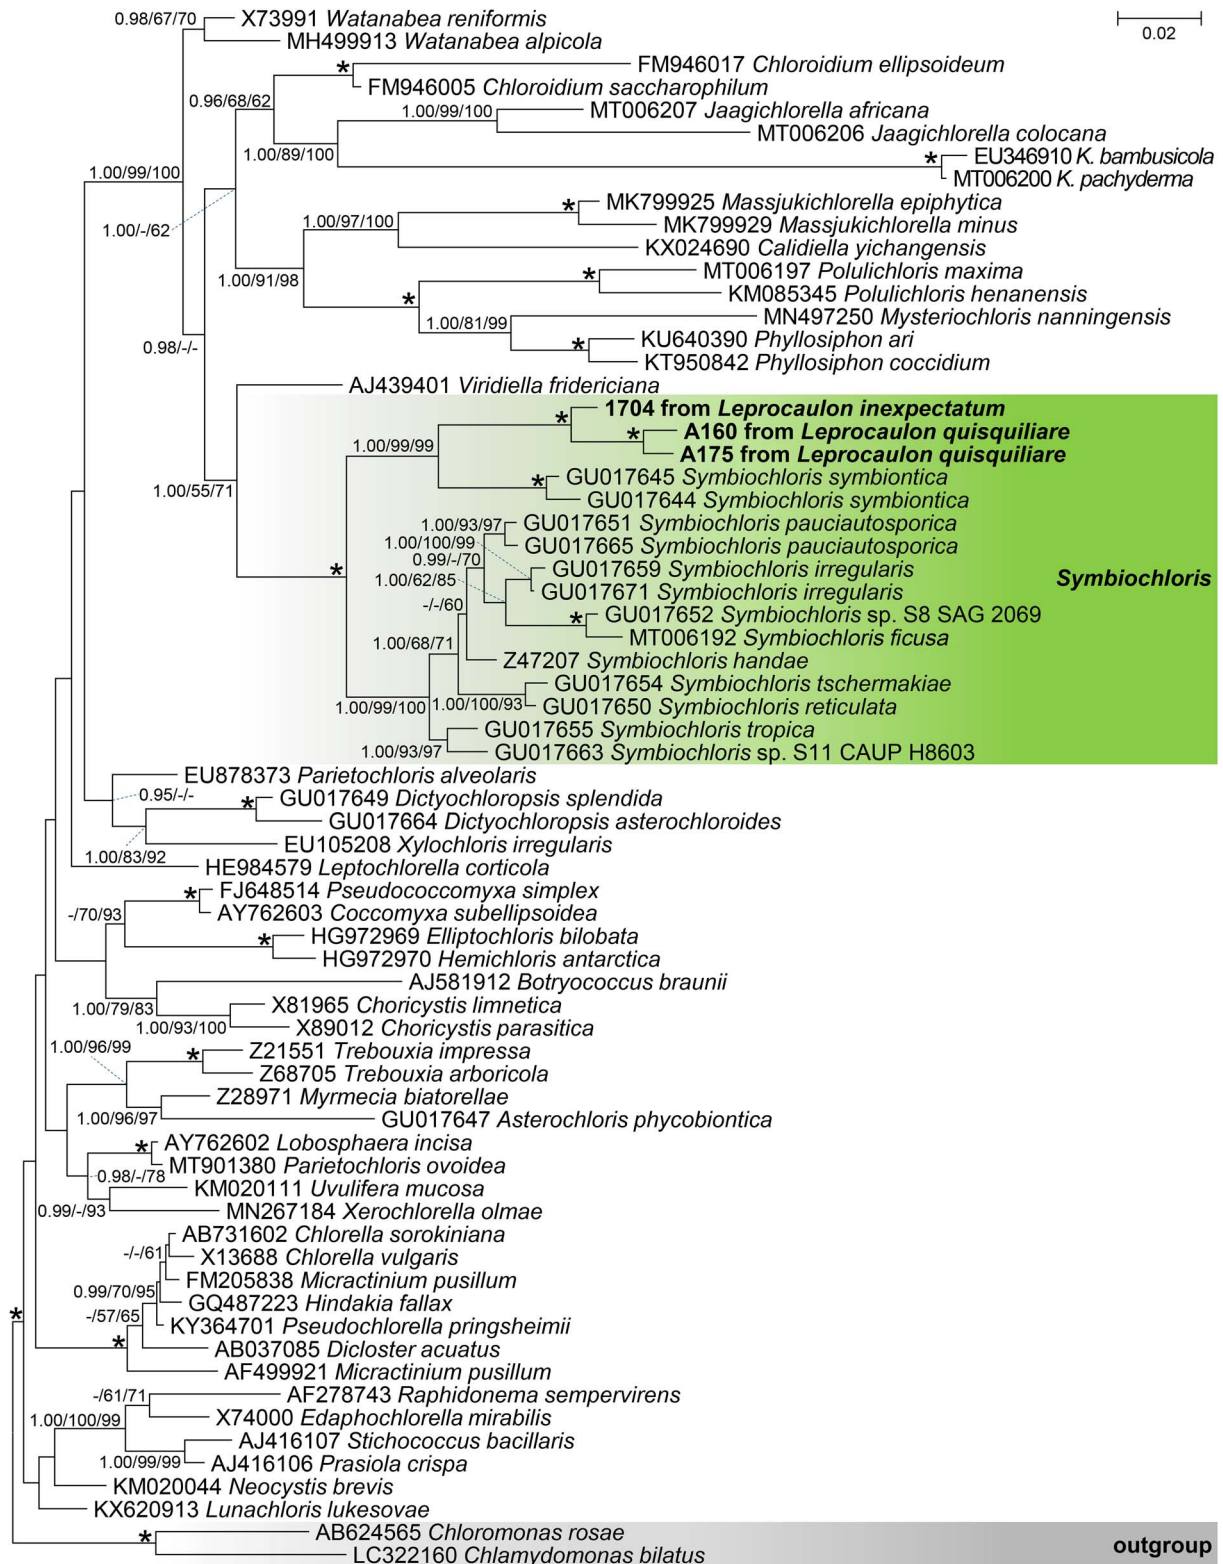 0.98/67/70
X73991 Watanabea reniformis
0.02
MH499913 Watanabea alpicola
* FM946017 Chloroidium ellipsoideum
0.96/68/62
FM946005 Chloroidium saccharophilum
1.00/99/100
MT006207 Jaagichlorella africana
MT006206 Jaagichlorella colocana
1.00/89/100
* EU346910 K. bambusicola
1.00/99/100
MT006200 K. pachyderma
* MK799925 Massjukichlorella epiphytica
1.00/97/100
MK799929 Massjukichlorella minus
1.00/-/62
KX024690 Calidiella yichangensis
1.00/91/98
* MT006197 Polulichloris maxima
* KM085345 Polulichloris henanensis
1.00/81/99
MN497250 Mysteriochloris nanningensis
0.98/-/-
* KU640390 Phyllosiphon ari
KT950842 Phyllosiphon coccidium
AJ439401 Viridiella fridericiana
* 1704 from Leprocaulon inexpectatum
* A160 from Leprocaulon quisquiliare
1.00/99/99
A175 from Leprocaulon quisquiliare
1.00/55/71
* GU017645 Symbiochloris symbiontica
GU017644 Symbiochloris symbiontica
1.00/93/97
GU017651 Symbiochloris pauciautosporica
1.00/100/99
GU017665 Symbiochloris pauciautosporica
0.99/-/70
* GU017659 Symbiochloris irregularis
Symbiochloris
1.00/62/85
GU017671 Symbiochloris irregularis
-/-/60
* GU017652 Symbiochloris sp. S8 SAG 2069
MT006192 Symbiochloris ficusa
1.00/68/71
Z47207 Symbiochloris handae
GU017654 Symbiochloris tschermakiae
1.00/99/100
1.00/100/93
GU017650 Symbiochloris reticulata
GU017655 Symbiochloris tropica
1.00/93/97
GU017663 Symbiochloris sp. S11 CAUP H8603
EU878373 Parietochloris alveolaris
0.95/-/-
* GU017649 Dictyochloropsis splendida
GU017664 Dictyochloropsis asterochloroides
1.00/83/92
EU105208 Xylochloris irregularis
HE984579 Leptochlorella corticola
* FJ648514 Pseudococcomyxa simplex
-/70/93
AY762603 Coccomyxa subellipsoidea
* HG972969 Elliptochloris bilobata
HG972970 Hemichloris antarctica
AJ581912 Botryococcus braunii
1.00/79/83
X81965 Choricystis limnetica
1.00/93/100
X89012 Choricystis parasitica
1.00/96/99
* Z21551 Trebouxia impressa
Z68705 Trebouxia arboricola
Z28971 Myrmecia biatorellae
1.00/96/97
GU017647 Asterochloris phycobiontica
* AY762602 Lobosphaera incisa
MT901380 Parietochloris ovoidea
0.98/-/78
KM020111 Uvulifera mucosa
0.99/-/93
MN267184 Xerochlorella olmae
AB731602 Chlorella sorokiniana
-/-/61
X13688 Chlorella vulgaris
FM205838 Micractinium pusillum
0.99/70/95
GQ487223 Hindakia fallax
* -/57/65
KY364701 Pseudochlorella pringsheimii
* AB037085 Dicloster acuatus
AF499921 Micractinium pusillum
-/61/71
AF278743 Raphidonema sempervirens
1.00/100/99
X74000 Edaphochlorella mirabilis
AJ416107 Stichococcus bacillaris
1.00/99/99
AJ416106 Prasiola crispa
KM020044 Neocystis brevis
KX620913 Lunachloris lukesovae
* AB624565 Chloromonas rosae
outgroup
LC322160 Chlamydomonas bilatus